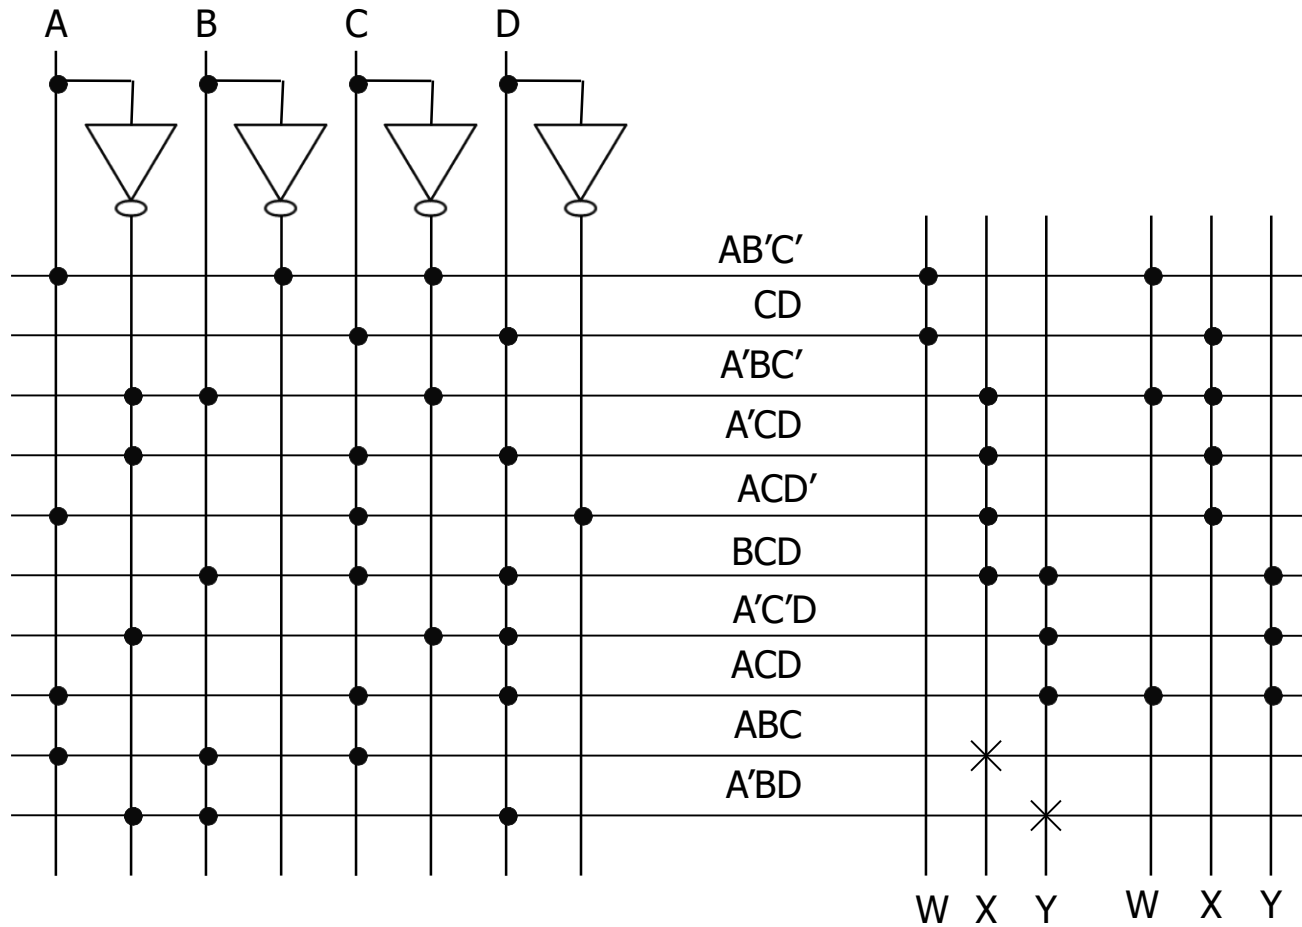 A B C D
AB′C′
CD
A′BC′
A′CD
ACD′
BCD
A′C′D
ACD
ABC
A′BD
W X Y W X Y